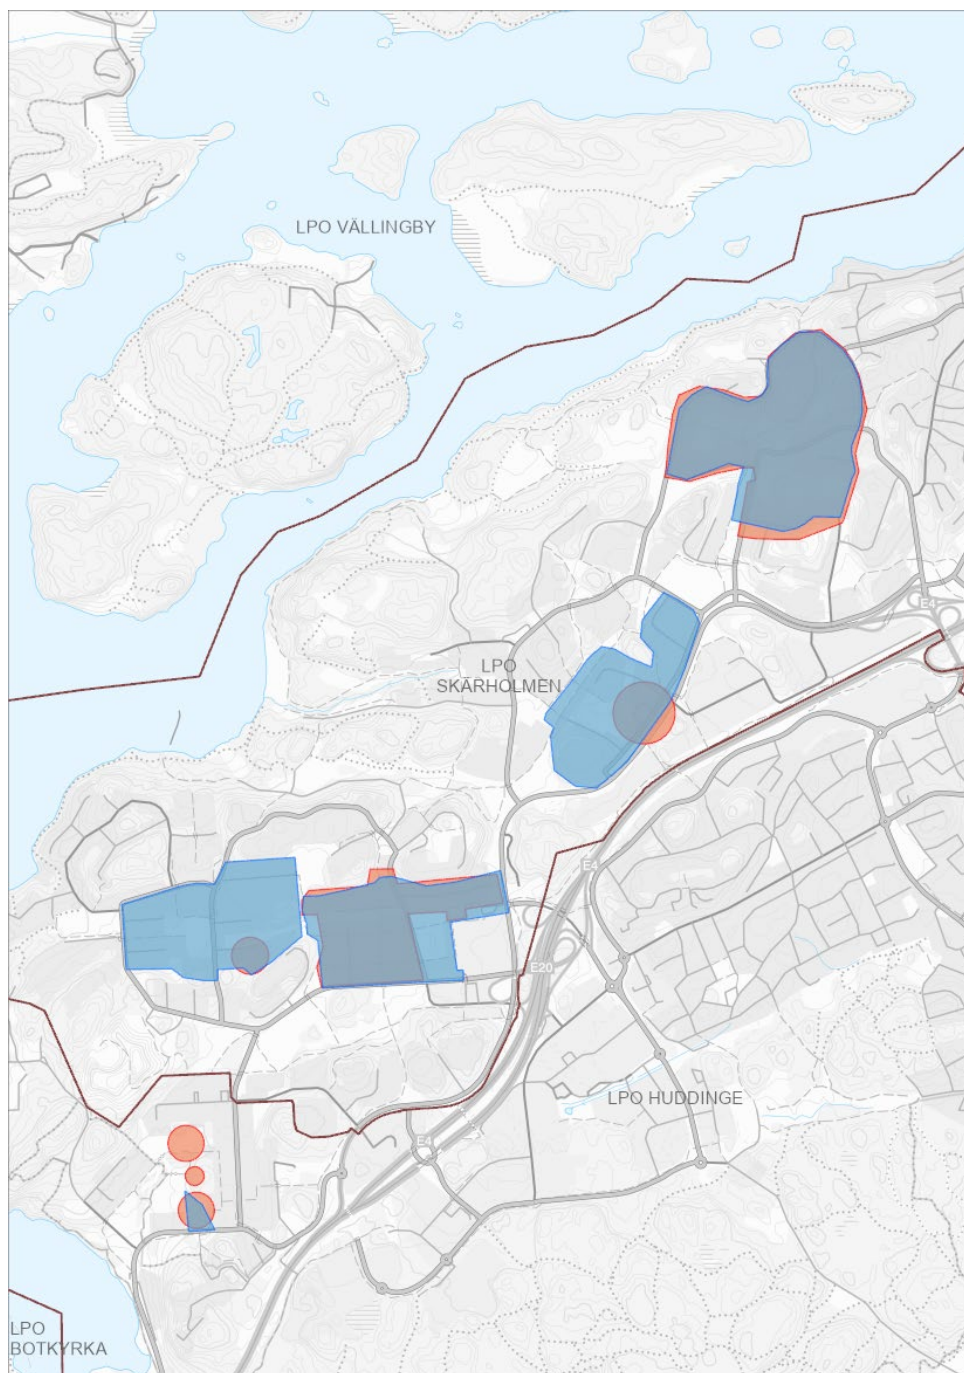 LPO VÄLLINGBY
E4
LPO
SKÄRHOLMEN
E4
E20
LPO HUDDINGE
E4
LPO
BOTKYRKA